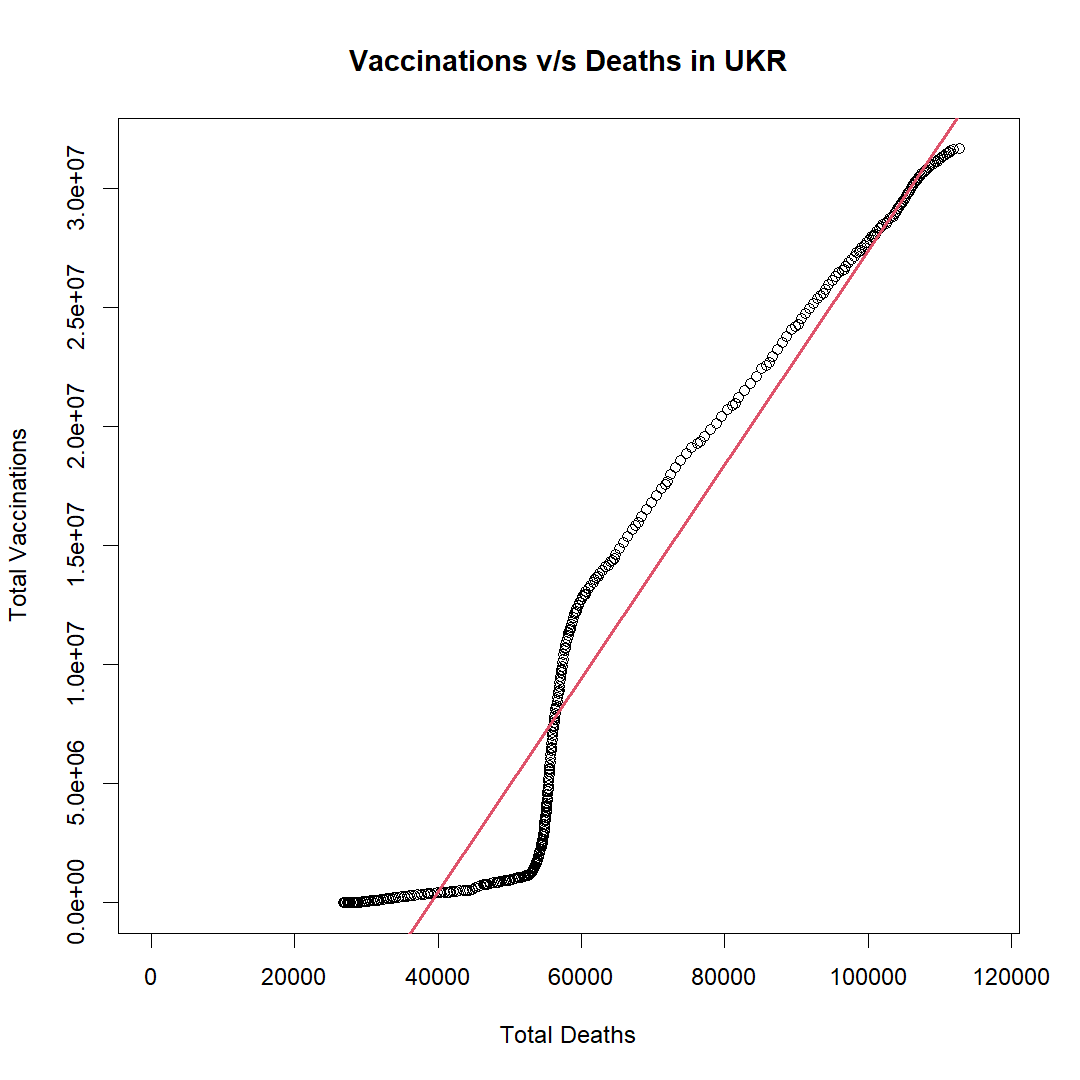 Vaccinations v/s Deaths in UKR
Total Vaccinations
3.0e+07
2.5e+07
2.0e+07
1.5e+07
1.0e+07
5.0e+06
0.0e+00
0 20000 40000 60000 80000 100000 120000
Total Deaths